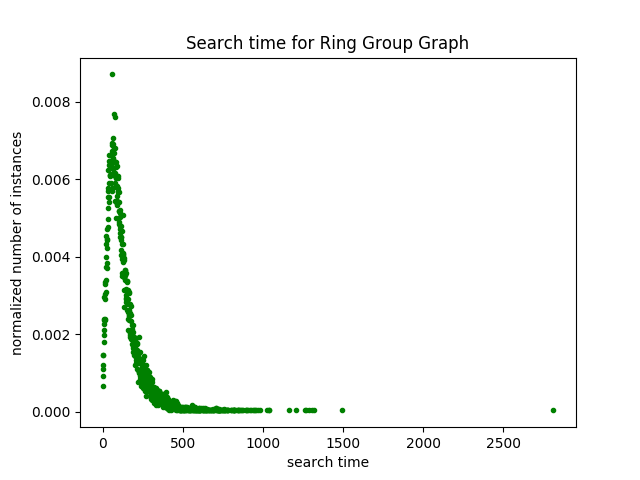 Search time for Ring Group Graph
normalized number of instances
0.008
0.006
0.004
0.002
0.000
0 500 1000 1500 2000 2500
search time